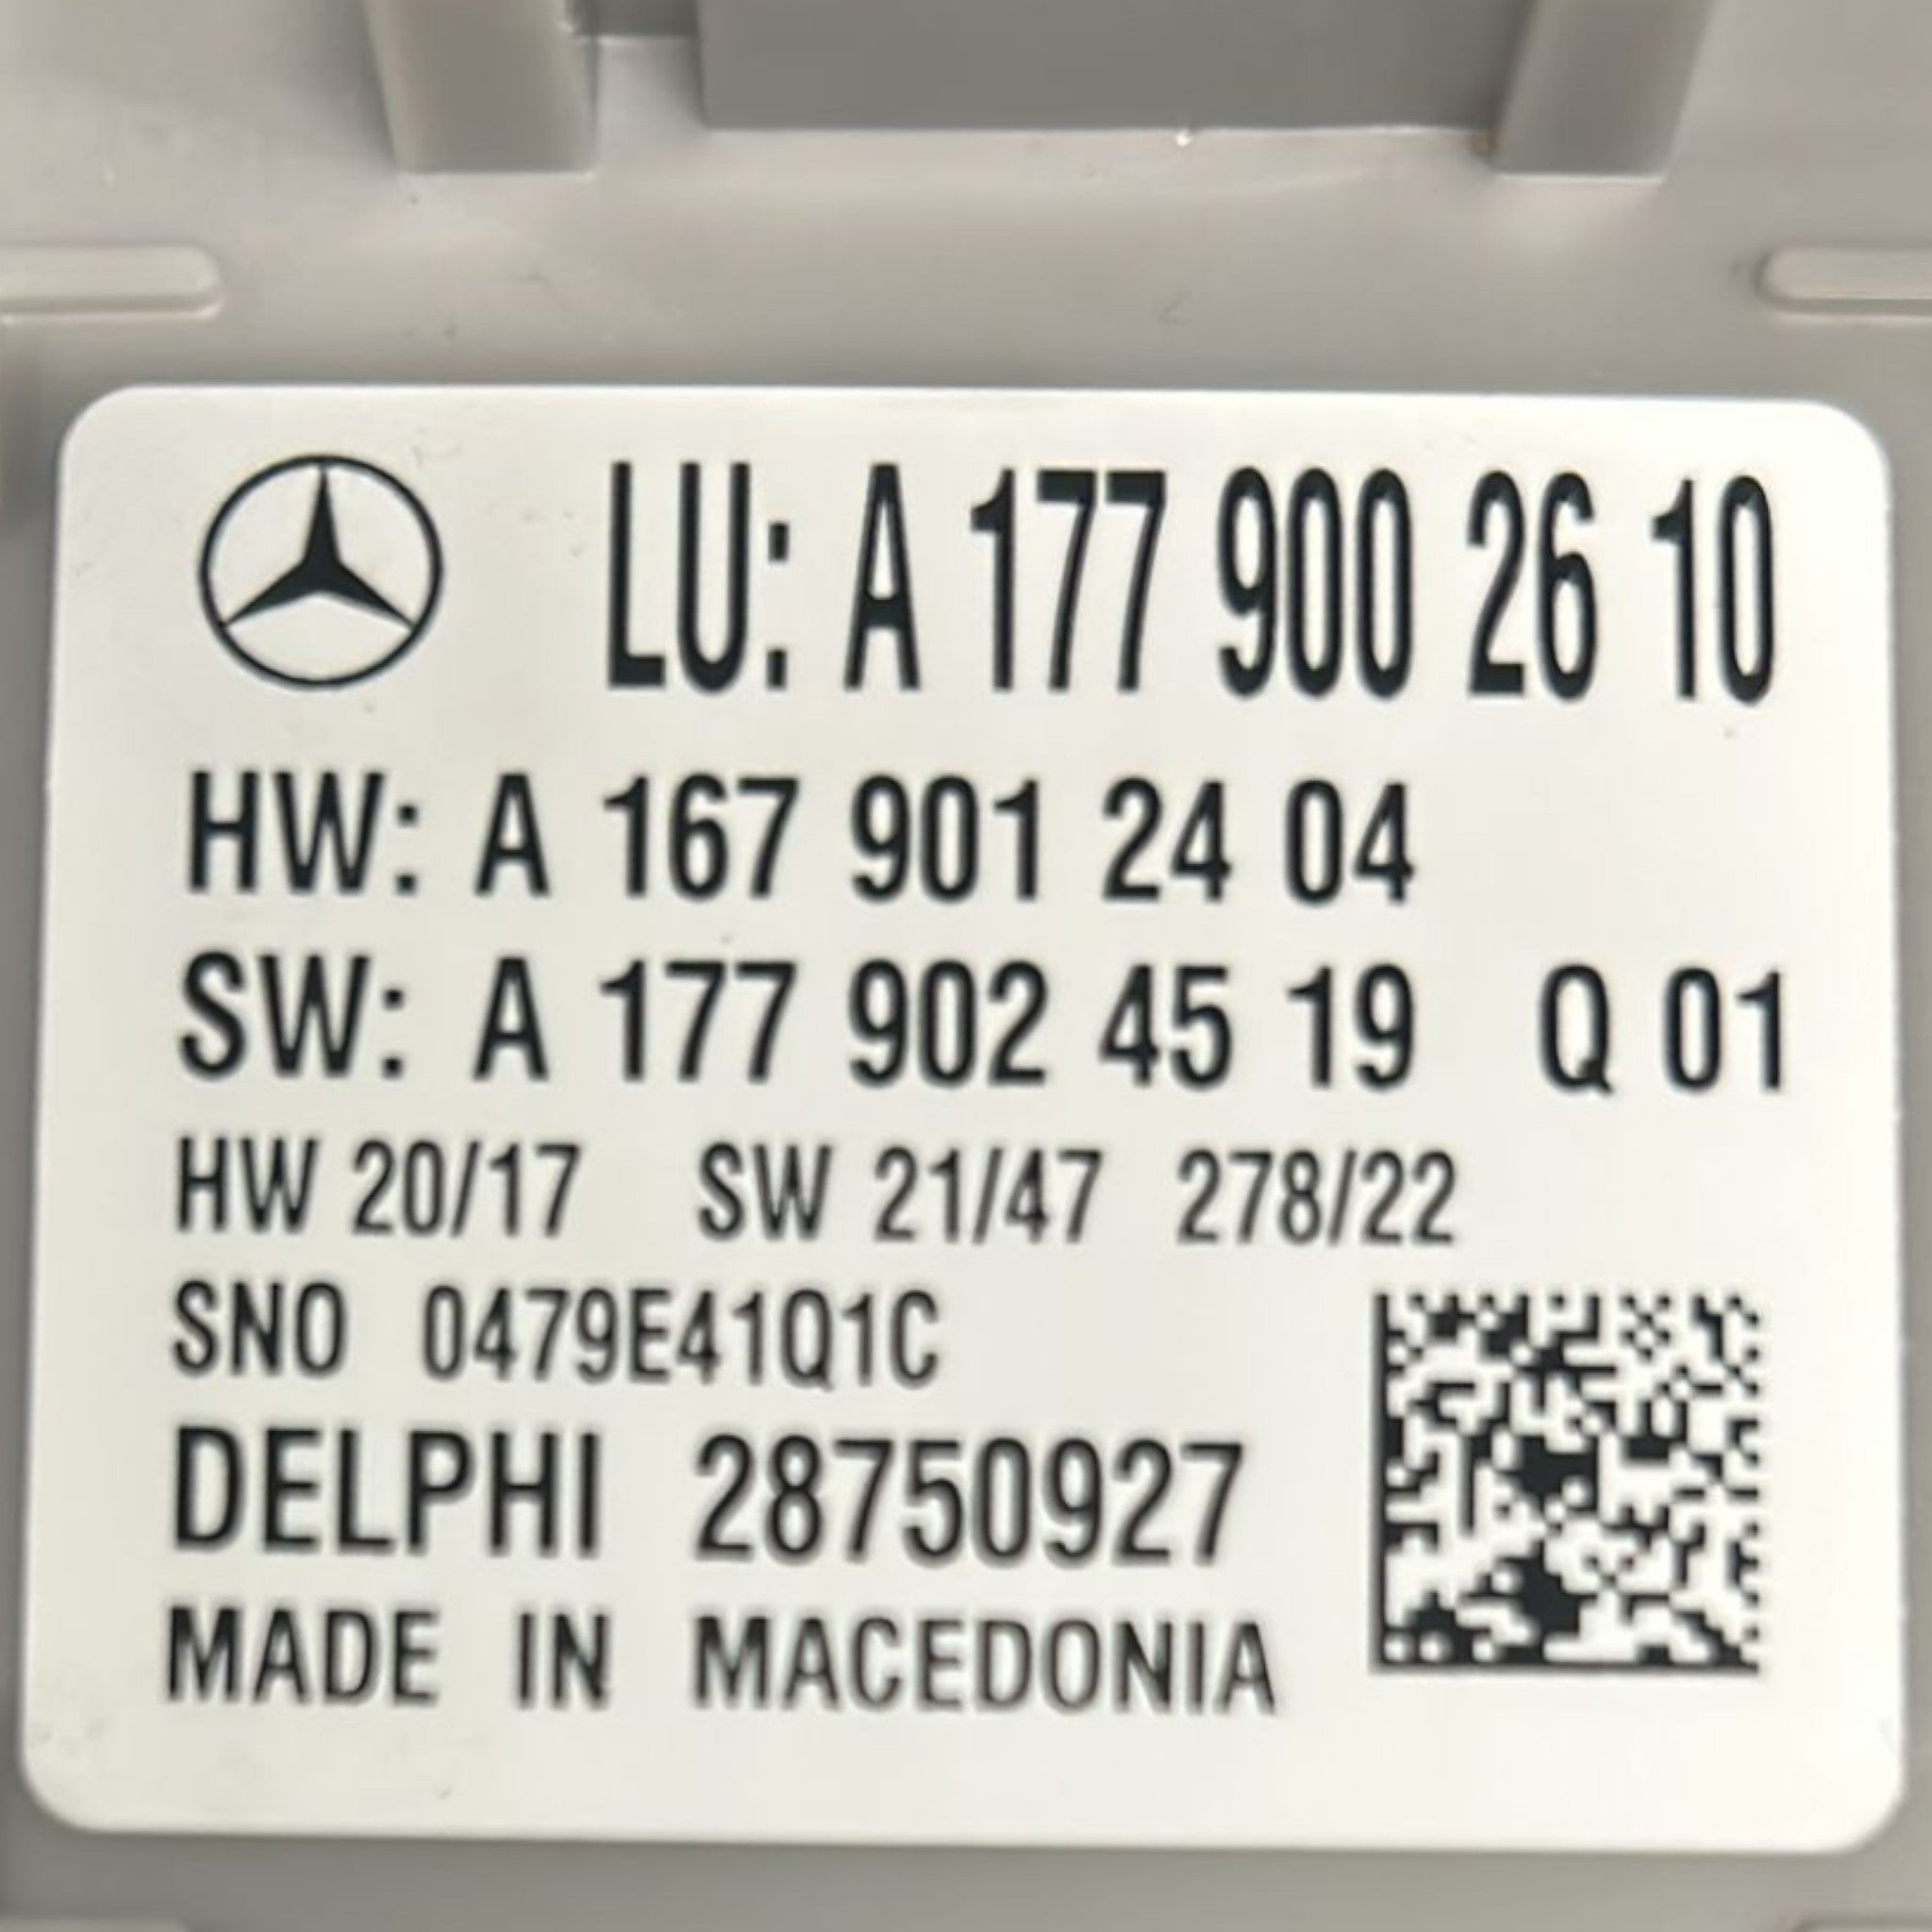 LU: A 177 900 26 10
HW: A 167 901 24 04
SW: A 177 902 45 19 Q 01
HW 20/17 SW 21/47 278/22
SNO 0479E41Q1C
DELPHI 28750927
MADE IN MACEDONIA